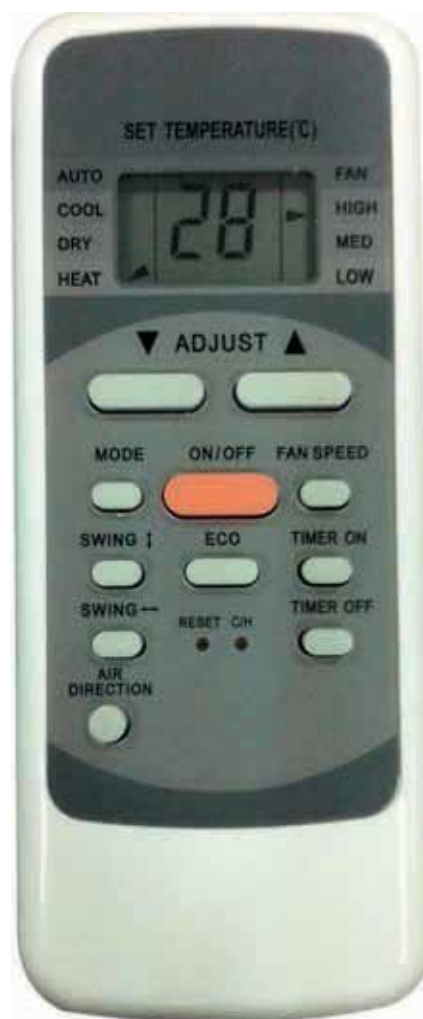 SET TEMPERATURE(°C)
AUTO
COOL
DRY
HEAT
28
FAN
HIGH
MED
LOW
▼ ADJUST ▲
MODE ON/OFF FAN SPEED
SWING ↕ ECO TIMER ON
SWING ↔ RESET C/H TIMER OFF
AIR
DIRECTION